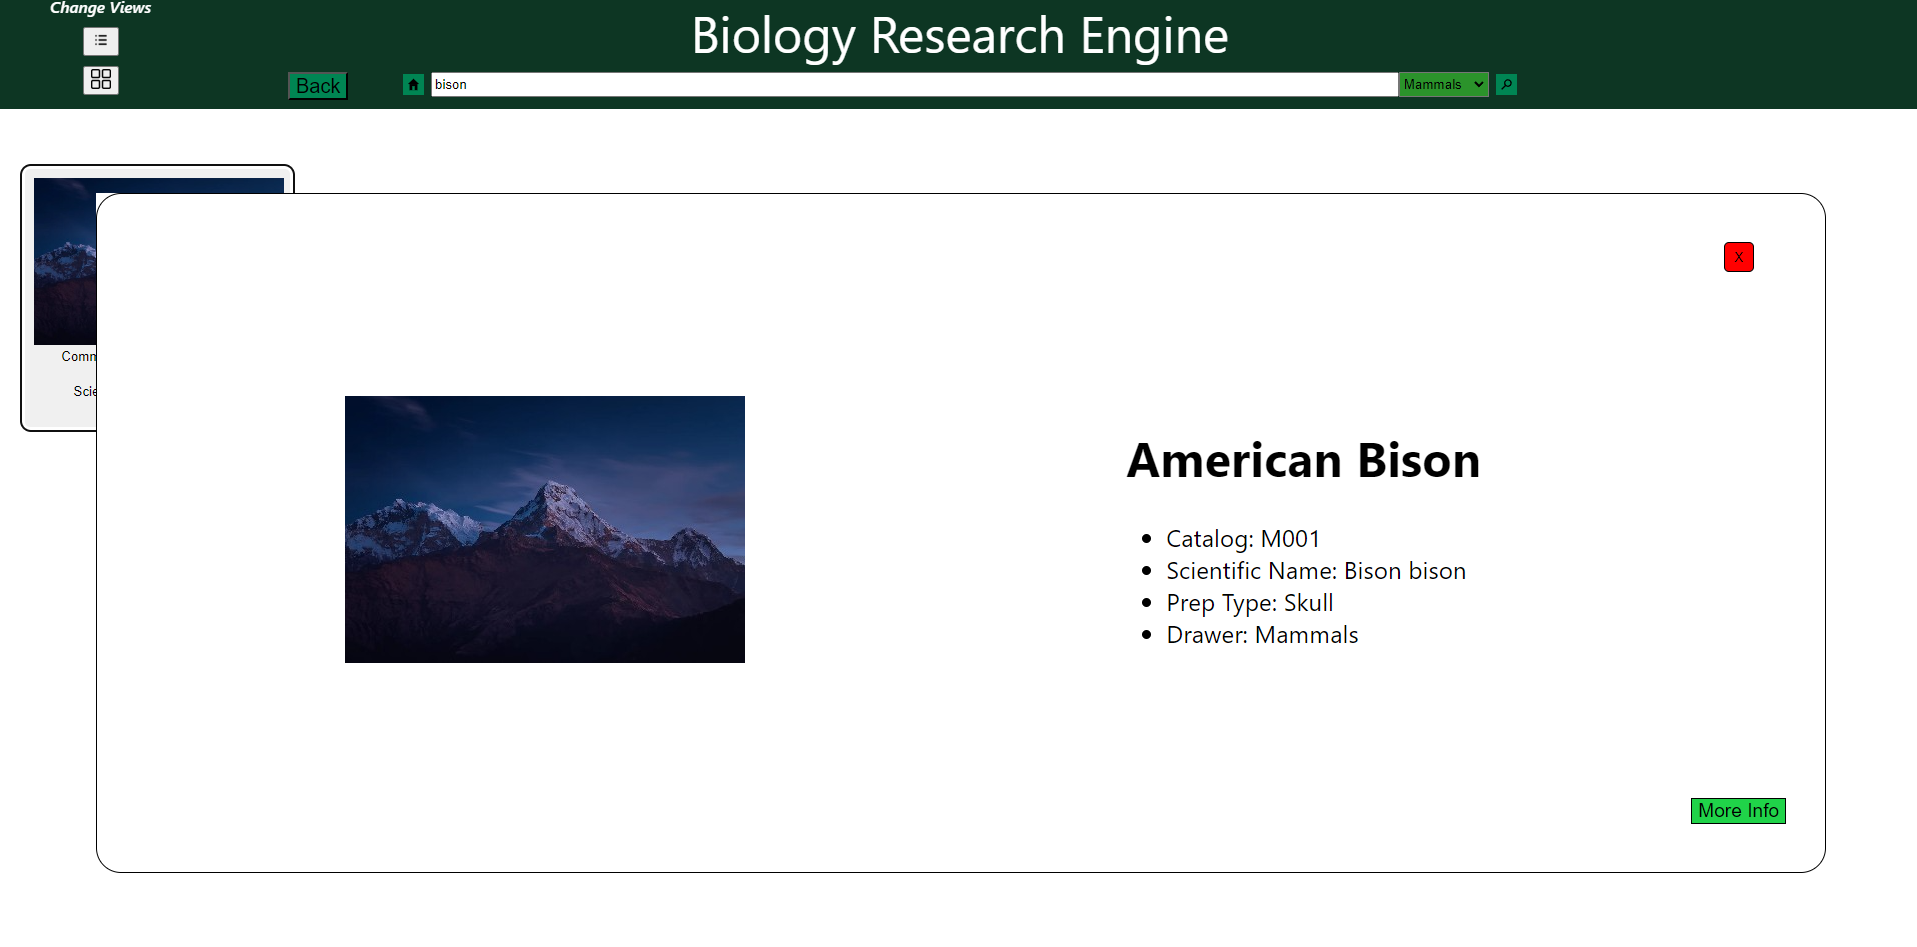 Change Views
Biology Research Engine
Back
bison
Mammals
Comm
Scie
X
American Bison
Catalog: M001
Scientific Name: Bison bison
Prep Type: Skull
Drawer: Mammals
More Info